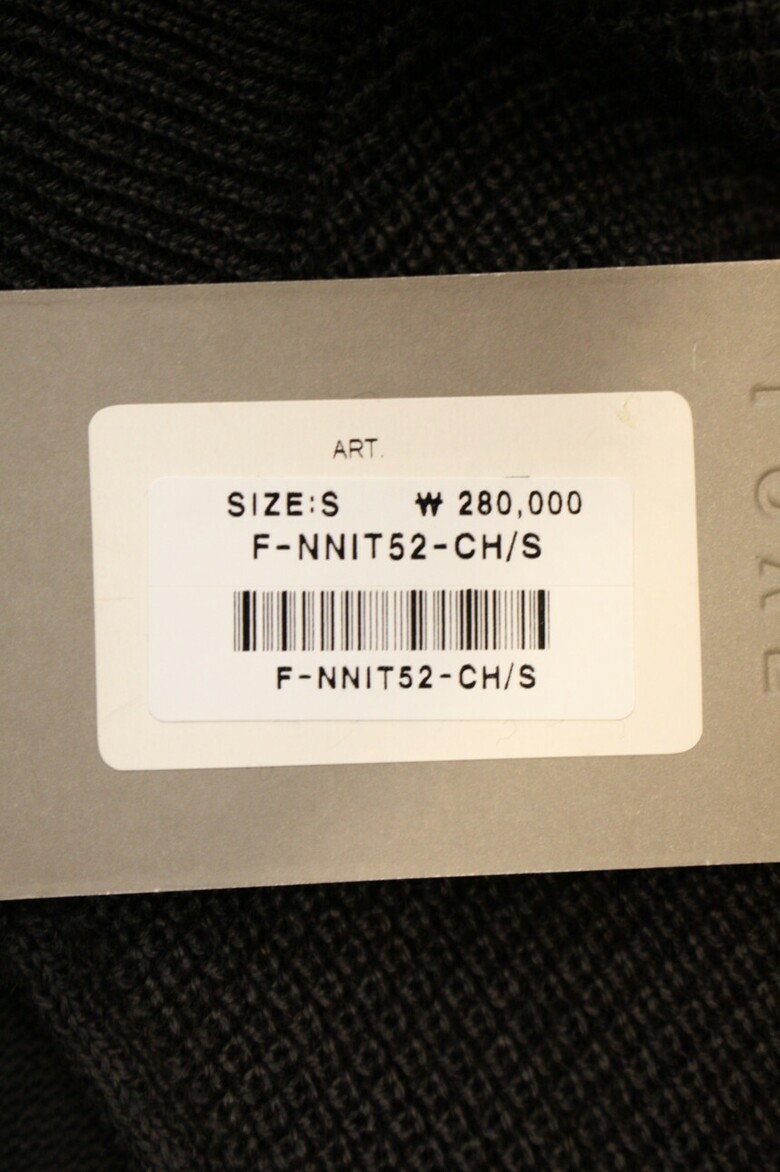 ART.
SIZE:S ₩ 280,000
F-NNIT52-CH/S
F-NNIT52-CH/S